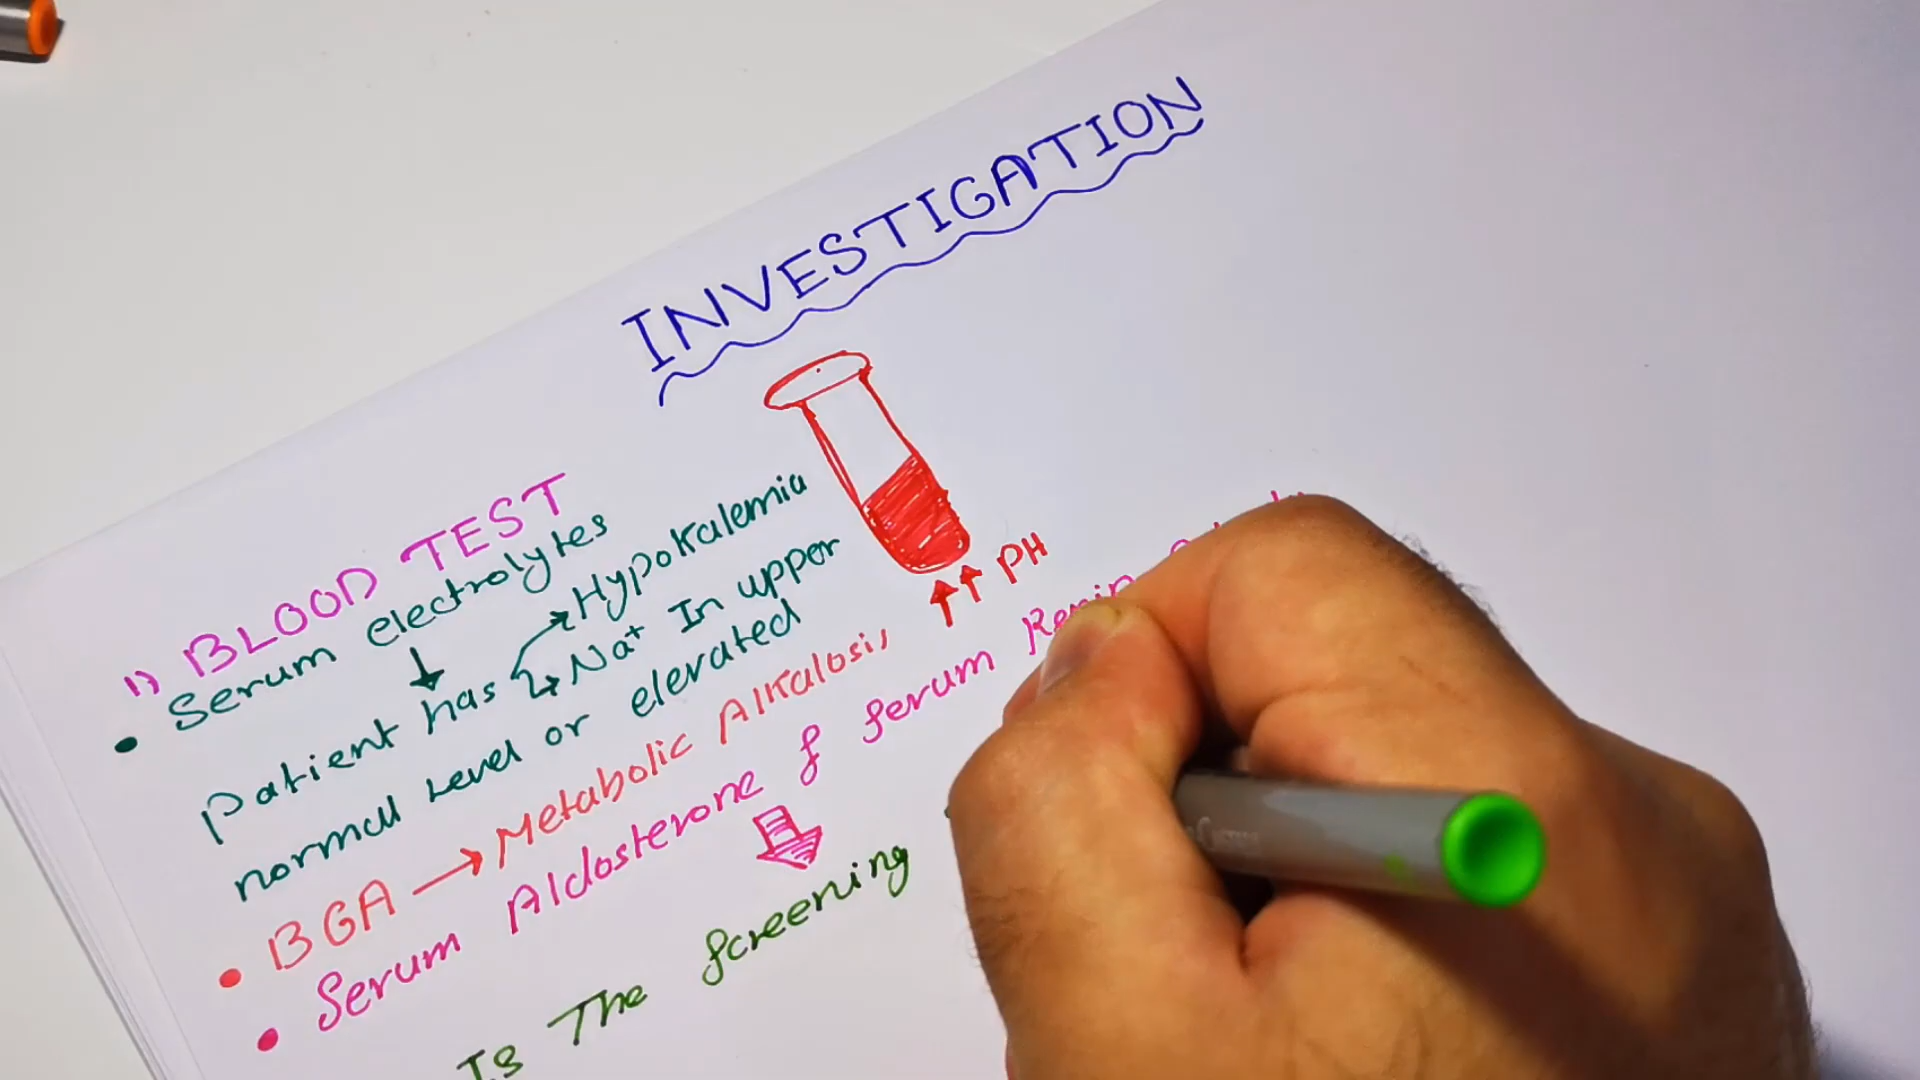 INVESTIGATION
1) BLOOD TEST
• Serum electrolytes
patient has → Hypokalemia
↳ Na+ In upper
normal Level or elevated
• BGA → Metabolic Alkalosis, ↑↑ PH
• Serum Aldosterone & serum Renin
Is The screening